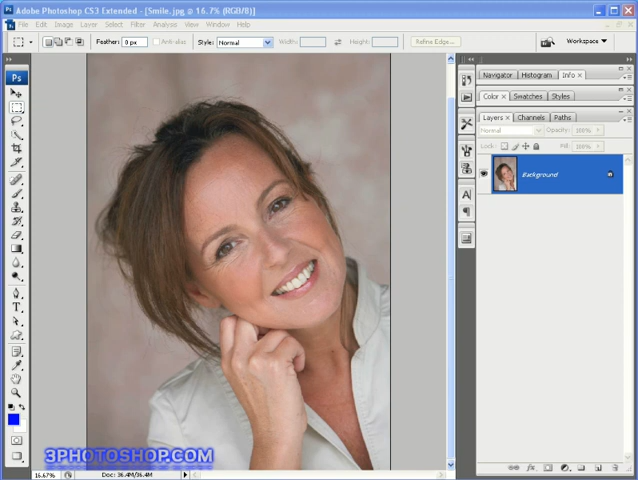 Adobe Photoshop CS3 Extended - [Smile.jpg @ 16.7% (RGB/8)]
File Edit Image Layer Select Filter Analysis View Window Help
Feather: 0 px Anti-alias Style: Normal Width: Height: Refine Edge... Workspace
Ps
Navigator Histogram Info
Color Swatches Styles
Layers Channels Paths
Normal Opacity: 100%
Lock: Fill: 100%
Background
A
T
3PHOTOSHOP.COM
16.67% Doc: 36.4M/36.4M
fx